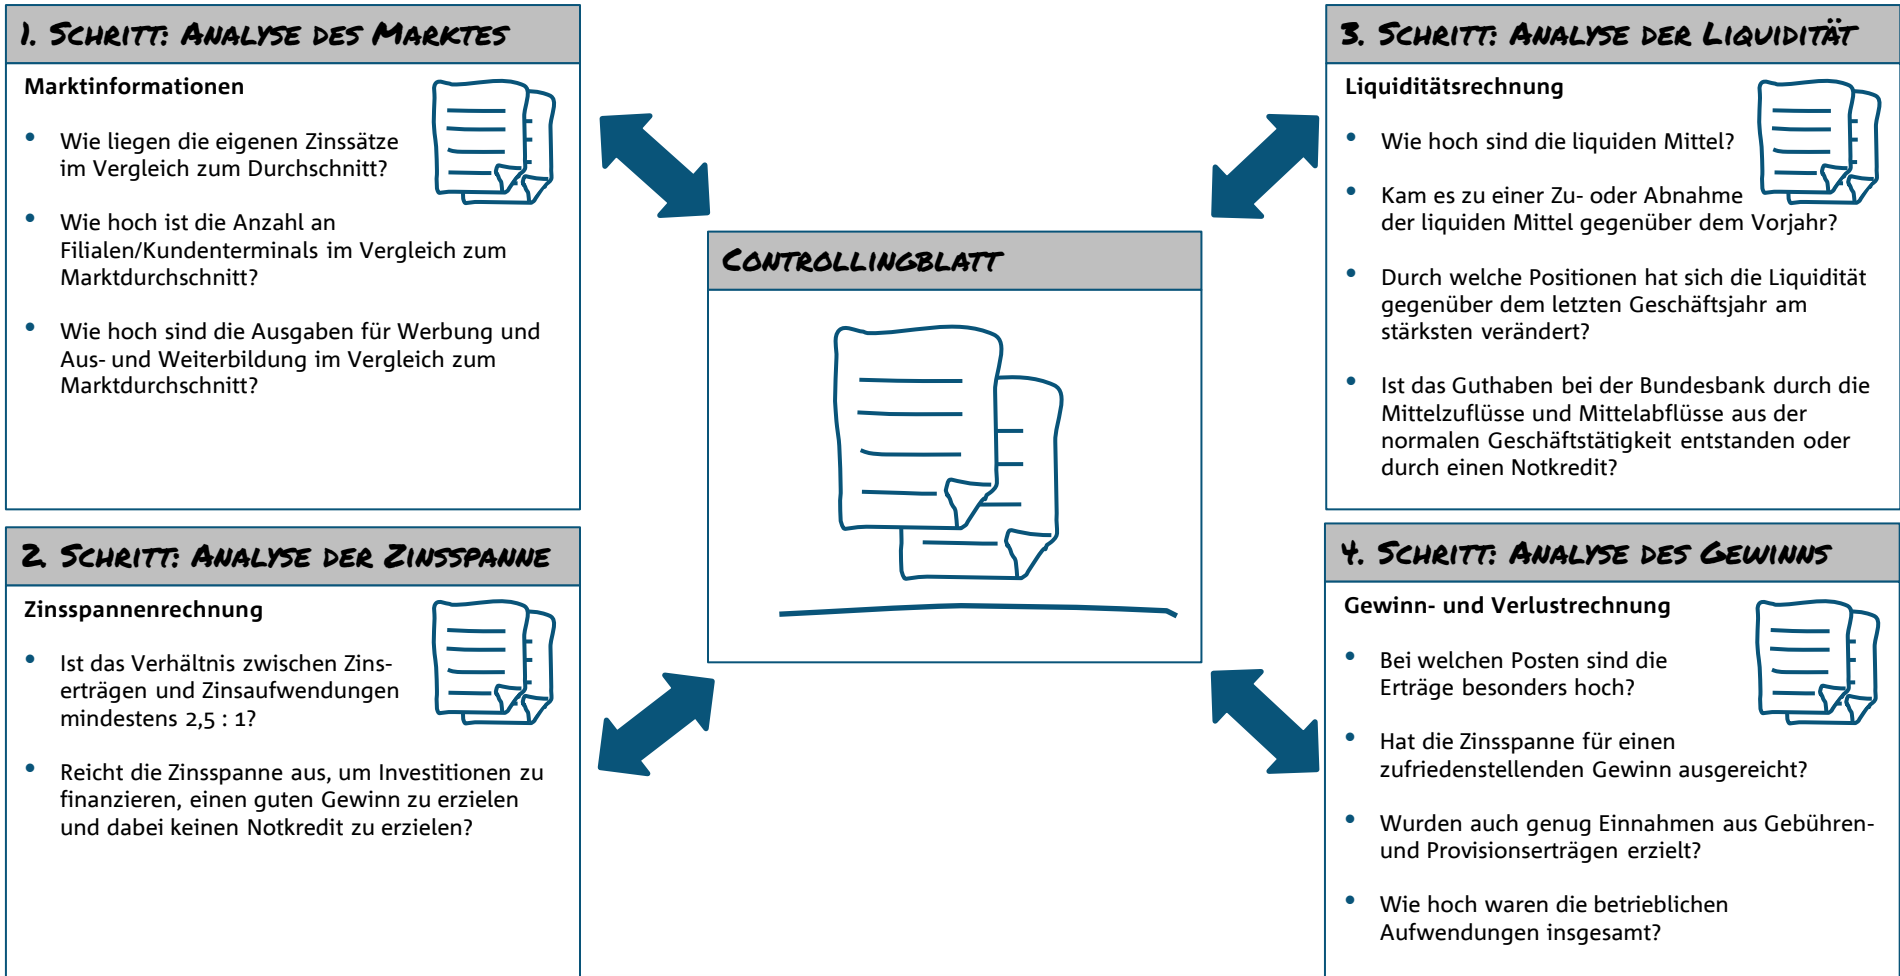 1. Schritt: Analyse des Marktes
Marktinformationen
• Wie liegen die eigenen Zinssätze
im Vergleich zum Durchschnitt?
• Wie hoch ist die Anzahl an
Filialen/Kundenterminals im Vergleich zum
Marktdurchschnitt?
• Wie hoch sind die Ausgaben für Werbung und
Aus- und Weiterbildung im Vergleich zum
Marktdurchschnitt?
2. Schritt: Analyse der Zinsspanne
Zinsspannenrechnung
• Ist das Verhältnis zwischen Zins-
erträgen und Zinsaufwendungen
mindestens 2,5 : 1?
• Reicht die Zinsspanne aus, um Investitionen zu
finanzieren, einen guten Gewinn zu erzielen
und dabei keinen Notkredit zu erzielen?
Controllingblatt
3. Schritt: Analyse der Liquidität
Liquiditätsrechnung
• Wie hoch sind die liquiden Mittel?
• Kam es zu einer Zu- oder Abnahme
der liquiden Mittel gegenüber dem Vorjahr?
• Durch welche Positionen hat sich die Liquidität
gegenüber dem letzten Geschäftsjahr am
stärksten verändert?
• Ist das Guthaben bei der Bundesbank durch die
Mittelzuflüsse und Mittelabflüsse aus der
normalen Geschäftstätigkeit entstanden oder
durch einen Notkredit?
4. Schritt: Analyse des Gewinns
Gewinn- und Verlustrechnung
• Bei welchen Posten sind die
Erträge besonders hoch?
• Hat die Zinsspanne für einen
zufriedenstellenden Gewinn ausgereicht?
• Wurden auch genug Einnahmen aus Gebühren-
und Provisionserträgen erzielt?
• Wie hoch waren die betrieblichen
Aufwendungen insgesamt?